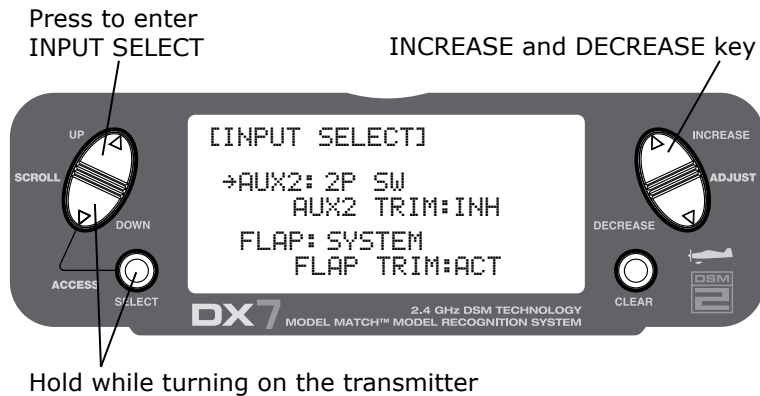 Press to enter
INPUT SELECT
INCREASE and DECREASE key
UP
SCROLL
DOWN
ACCESS
SELECT
[INPUT SELECT]
→AUX2: 2P SW
AUX2 TRIM:INH
FLAP: SYSTEM
FLAP TRIM:ACT
INCREASE
ADJUST
DECREASE
CLEAR
DSM
2
DX7
2.4 GHz DSM TECHNOLOGY
MODEL MATCH™ MODEL RECOGNITION SYSTEM
Hold while turning on the transmitter